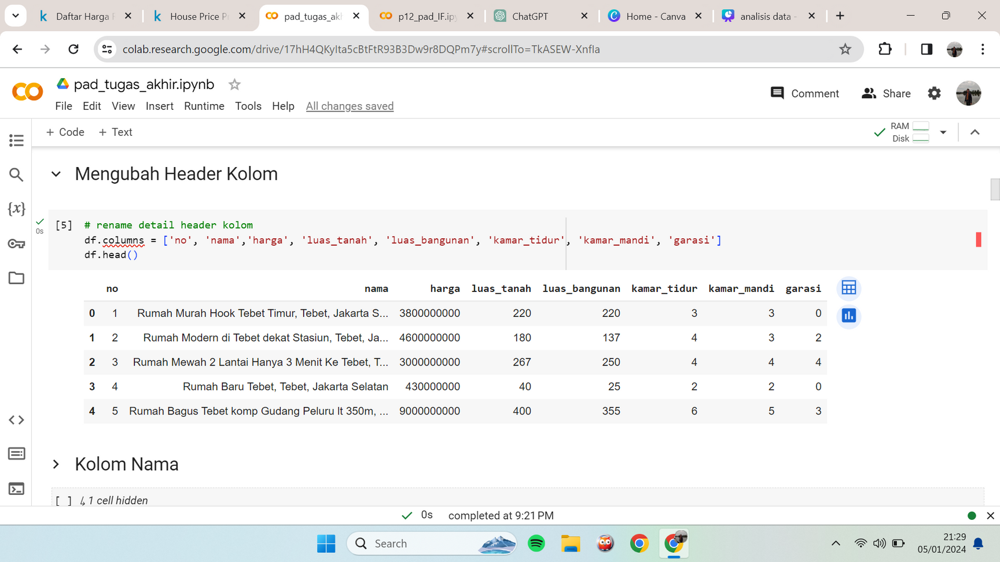 Daftar Harga
House Price P
pad_tugas_ak
p12_pad_IF.ip
ChatGPT
Home - Canva
analisis data -
colab.research.google.com/drive/17hH4QKyIta5cBtFtR93B3Dw9r8DQPm7y#scrollTo=TkASEW-Xnfla
pad_tugas_akhir.ipynb
Comment
Share
File Edit View Insert Runtime Tools Help All changes saved
+ Code + Text
RAM
Disk
Mengubah Header Kolom
[5] # rename detail header kolom
0s
df.columns = ['no', 'nama','harga', 'luas_tanah', 'luas_bangunan', 'kamar_tidur', 'kamar_mandi', 'garasi']
df.head()
no nama harga luas_tanah luas_bangunan kamar_tidur kamar_mandi garasi
0 1 Rumah Murah Hook Tebet Timur, Tebet, Jakarta S... 3800000000 220 220 3 3 0
1 2 Rumah Modern di Tebet dekat Stasiun, Tebet, Ja... 4600000000 180 137 4 3 2
2 3 Rumah Mewah 2 Lantai Hanya 3 Menit Ke Tebet, T... 3000000000 267 250 4 4 4
3 4 Rumah Baru Tebet, Tebet, Jakarta Selatan 430000000 40 25 2 2 0
4 5 Rumah Bagus Tebet komp Gudang Peluru lt 350m, ... 9000000000 400 355 6 5 3
Kolom Nama
[ ] ↳ 1 cell hidden
0s completed at 9:21 PM
Search
21:29
05/01/2024